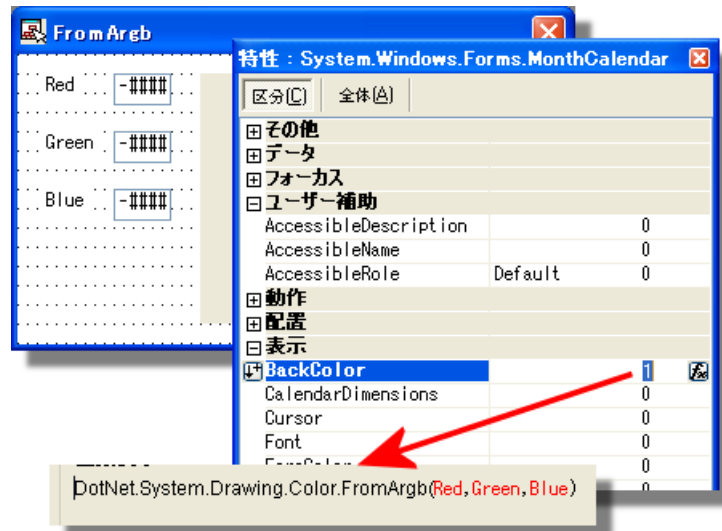 FromArgb
Red -####
Green -####
Blue -####
特性 : System.Windows.Forms.MonthCalendar
区分(C) 全体(A)
その他
データ
フォーカス
ユーザー補助
AccessibleDescription 0
AccessibleName 0
AccessibleRole Default 0
動作
配置
表示
BackColor 1
CalendarDimensions 0
Cursor 0
Font 0
ForeColor 0
0
DotNet.System.Drawing.Color.FromArgb(Red,Green,Blue)